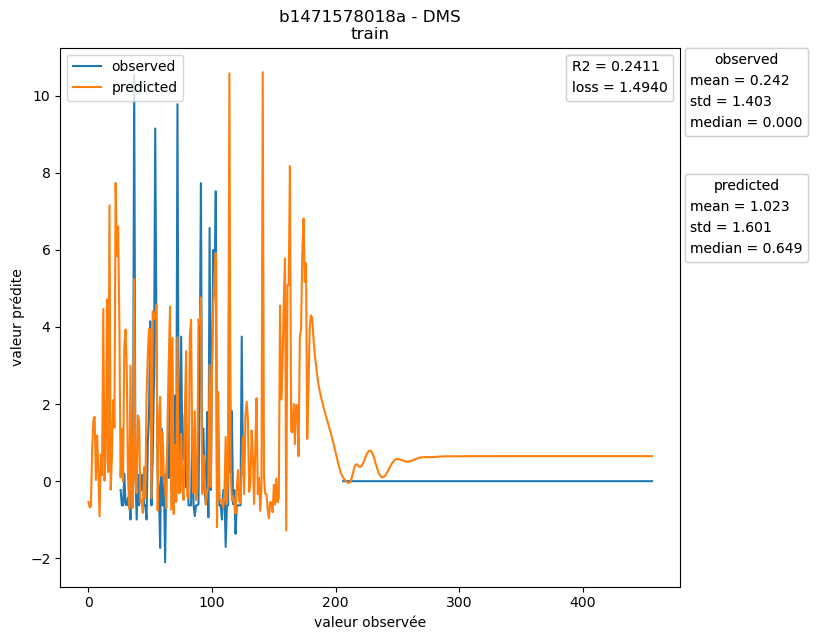 b1471578018a - DMS
train
observed
predicted
R2 = 0.2411
loss = 1.4940
observed
mean = 0.242
std = 1.403
median = 0.000
predicted
mean = 1.023
std = 1.601
median = 0.649
valeur prédite
10
8
6
4
2
0
−2
0
100
200
300
400
valeur observée